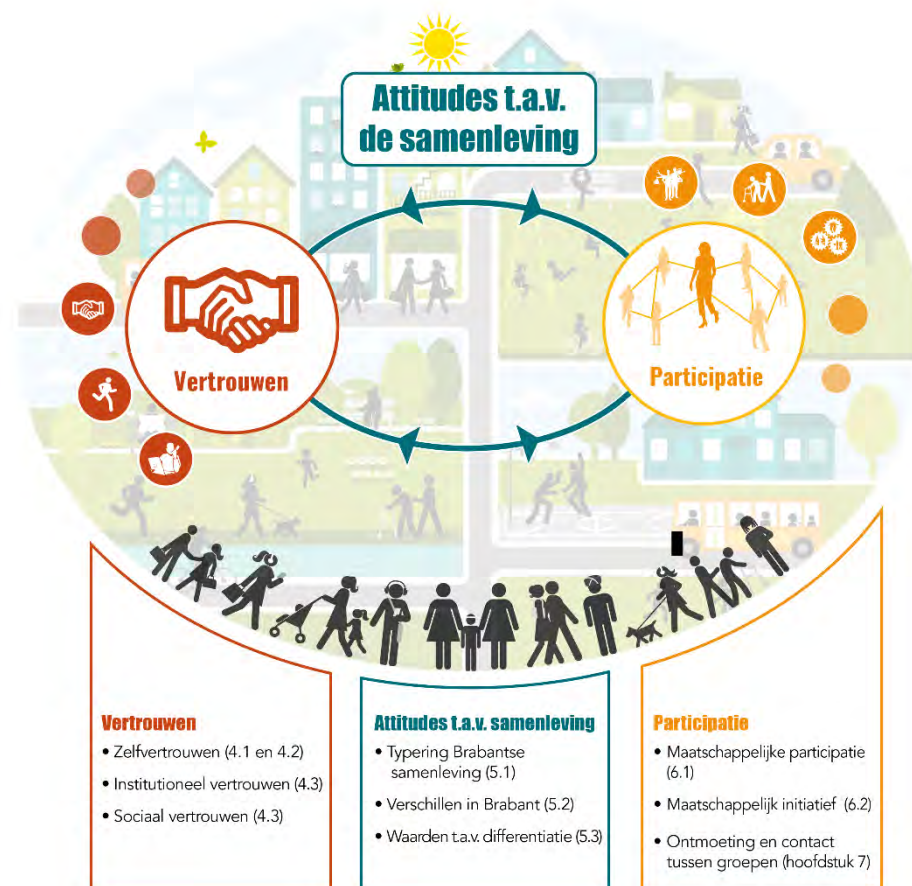 Attitudes t.a.v.
de samenleving
Vertrouwen
Participatie
Vertrouwen
• Zelfvertrouwen (4.1 en 4.2)
• Institutioneel vertrouwen (4.3)
• Sociaal vertrouwen (4.3)
Attitudes t.a.v. samenleving
• Typering Brabantse
samenleving (5.1)
• Verschillen in Brabant (5.2)
• Waarden t.a.v. differentiatie (5.3)
Participatie
• Maatschappelijke participatie
(6.1)
• Maatschappelijk initiatief (6.2)
• Ontmoeting en contact
tussen groepen (hoofdstuk 7)